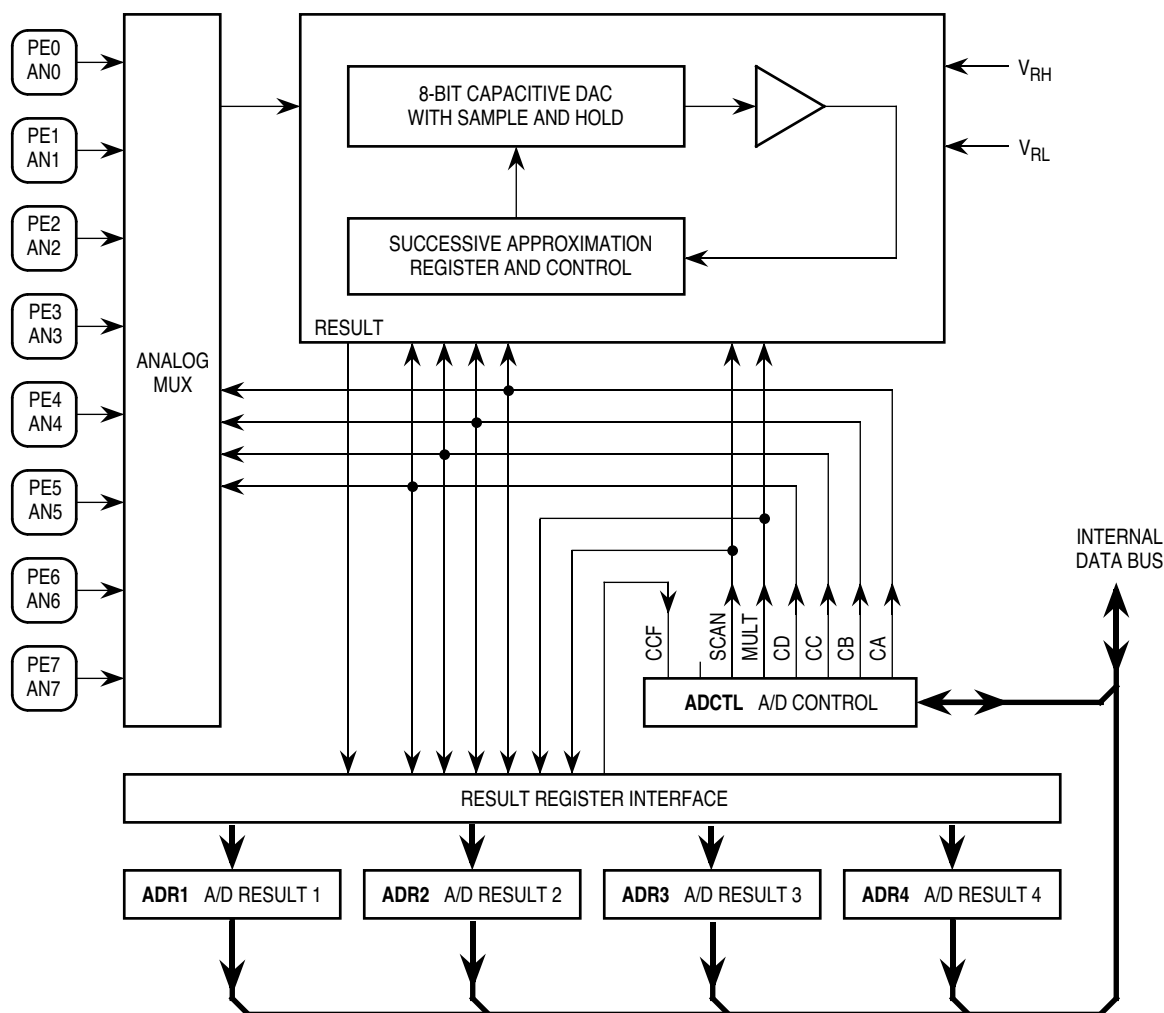 PE0
AN0
PE1
AN1
PE2
AN2
PE3
AN3
PE4
AN4
PE5
AN5
PE6
AN6
PE7
AN7
ANALOG
MUX
8-BIT CAPACITIVE DAC
WITH SAMPLE AND HOLD
SUCCESSIVE APPROXIMATION
REGISTER AND CONTROL
RESULT
VRH
VRL
INTERNAL
DATA BUS
CCF
SCAN
MULT
CD
CC
CB
CA
ADCTL A/D CONTROL
RESULT REGISTER INTERFACE
ADR1 A/D RESULT 1
ADR2 A/D RESULT 2
ADR3 A/D RESULT 3
ADR4 A/D RESULT 4